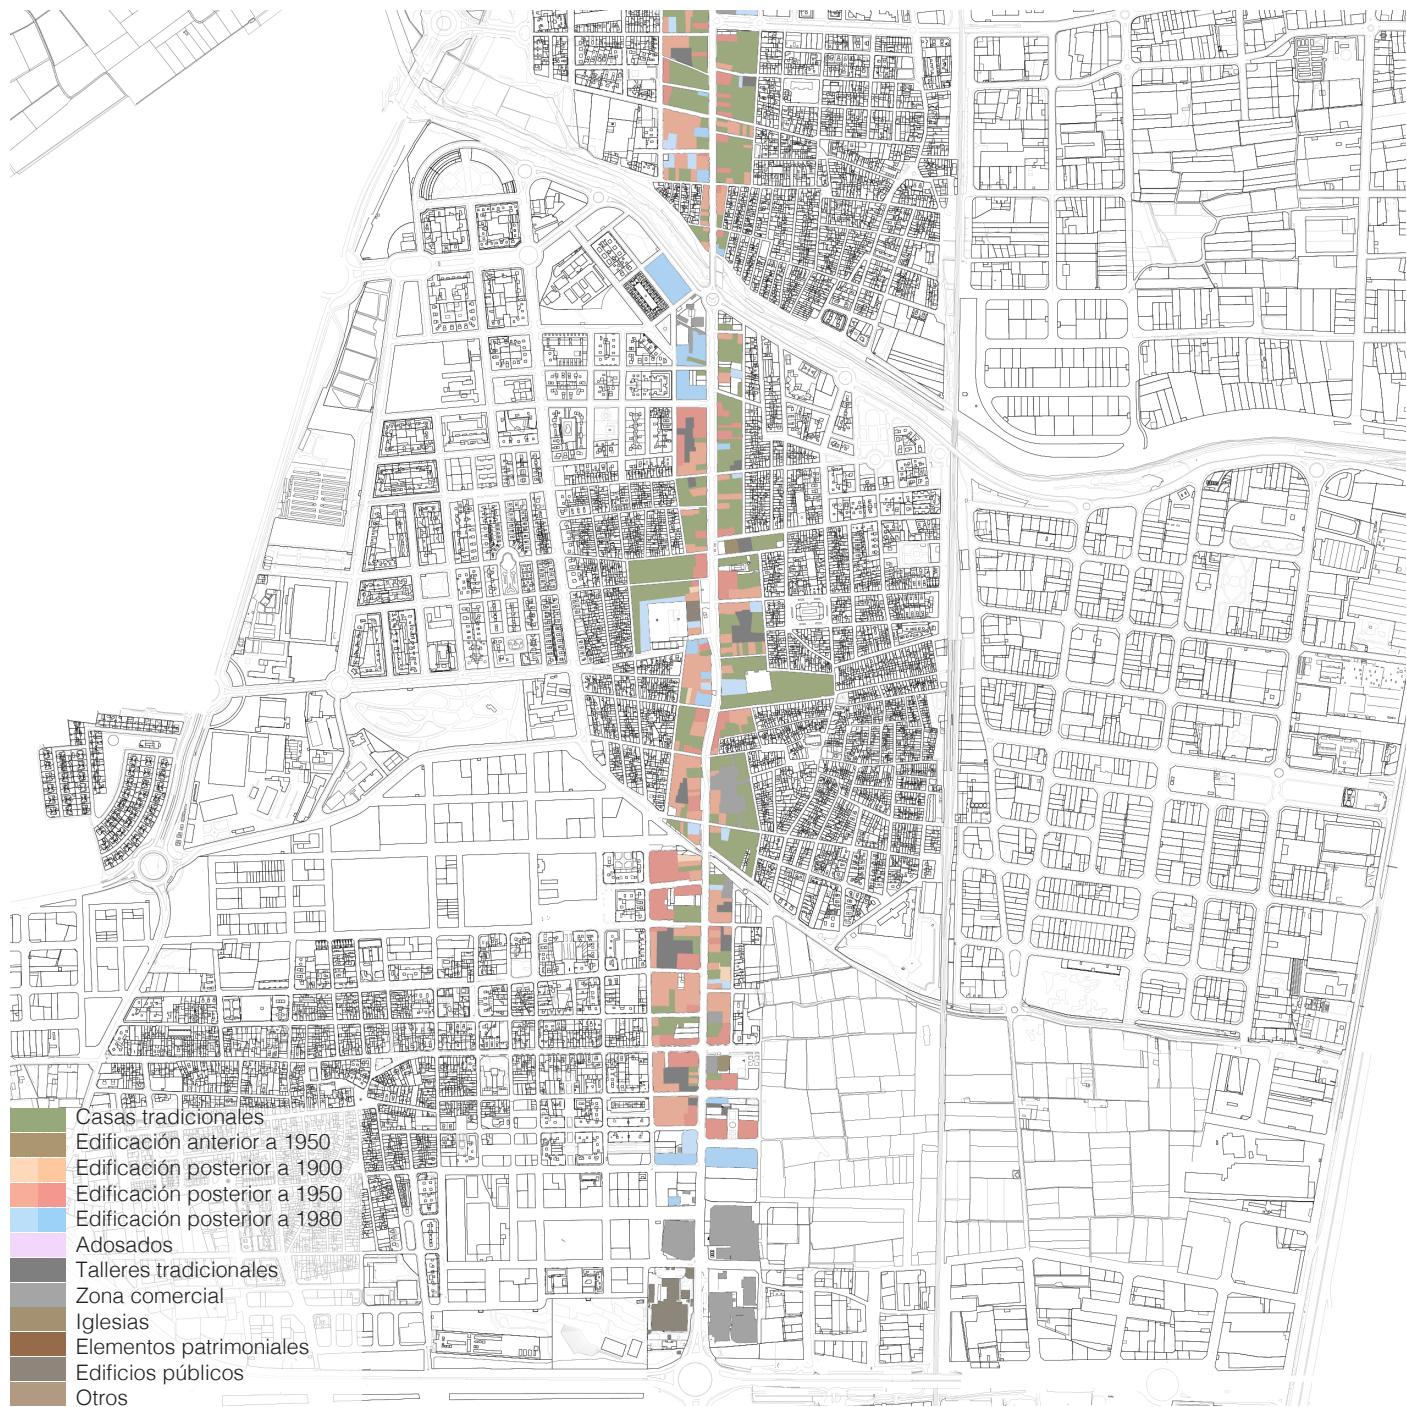 Casas tradicionales
Edificación anterior a 1950
Edificación posterior a 1900
Edificación posterior a 1950
Edificación posterior a 1980
Adosados
Talleres tradicionales
Zona comercial
Iglesias
Elementos patrimoniales
Edificios públicos
Otros